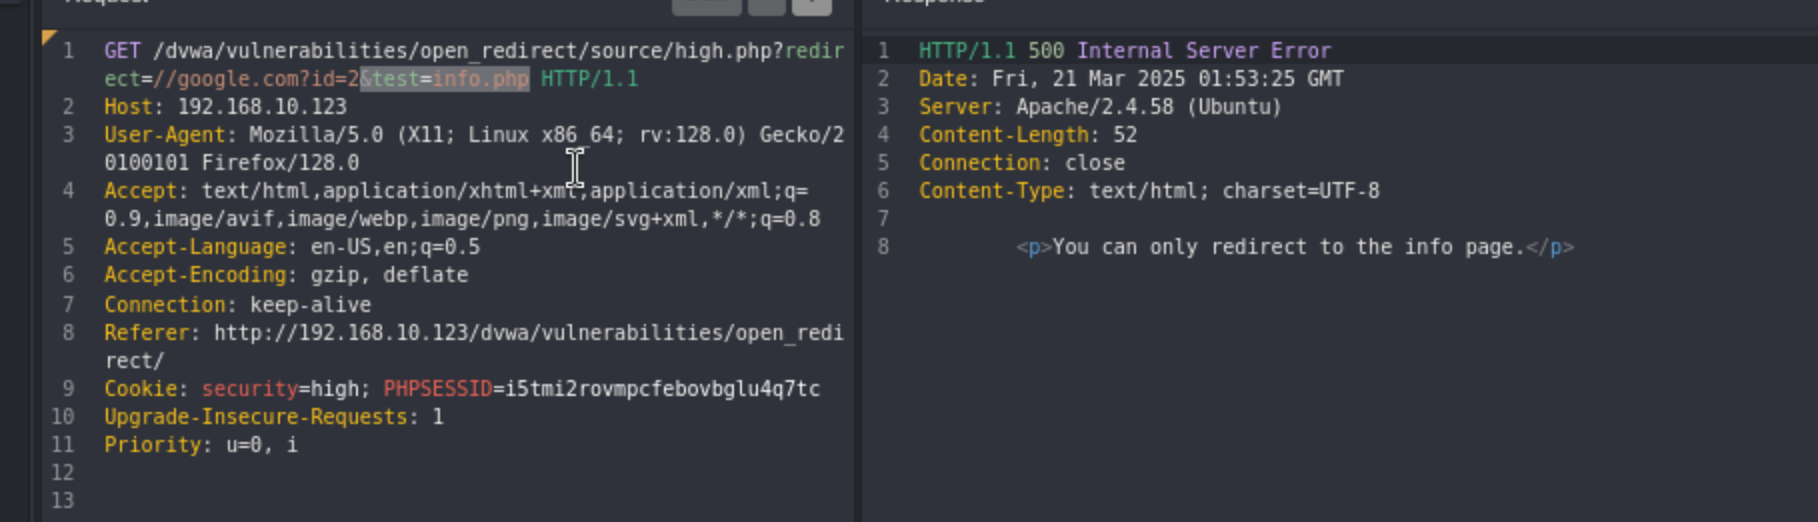 Request
Response
1 GET /dvwa/vulnerabilities/open_redirect/source/high.php?redir
ect=//google.com?id=2&test=info.php HTTP/1.1
2 Host: 192.168.10.123
3 User-Agent: Mozilla/5.0 (X11; Linux x86_64; rv:128.0) Gecko/2
0100101 Firefox/128.0
4 Accept: text/html,application/xhtml+xml,application/xml;q=
0.9,image/avif,image/webp,image/png,image/svg+xml,*/*;q=0.8
5 Accept-Language: en-US,en;q=0.5
6 Accept-Encoding: gzip, deflate
7 Connection: keep-alive
8 Referer: http://192.168.10.123/dvwa/vulnerabilities/open_redi
rect/
9 Cookie: security=high; PHPSESSID=i5tmi2rovmpcfebovbglu4q7tc
10 Upgrade-Insecure-Requests: 1
11 Priority: u=0, i
12
13
1 HTTP/1.1 500 Internal Server Error
2 Date: Fri, 21 Mar 2025 01:53:25 GMT
3 Server: Apache/2.4.58 (Ubuntu)
4 Content-Length: 52
5 Connection: close
6 Content-Type: text/html; charset=UTF-8
7
8 <p>You can only redirect to the info page.</p>